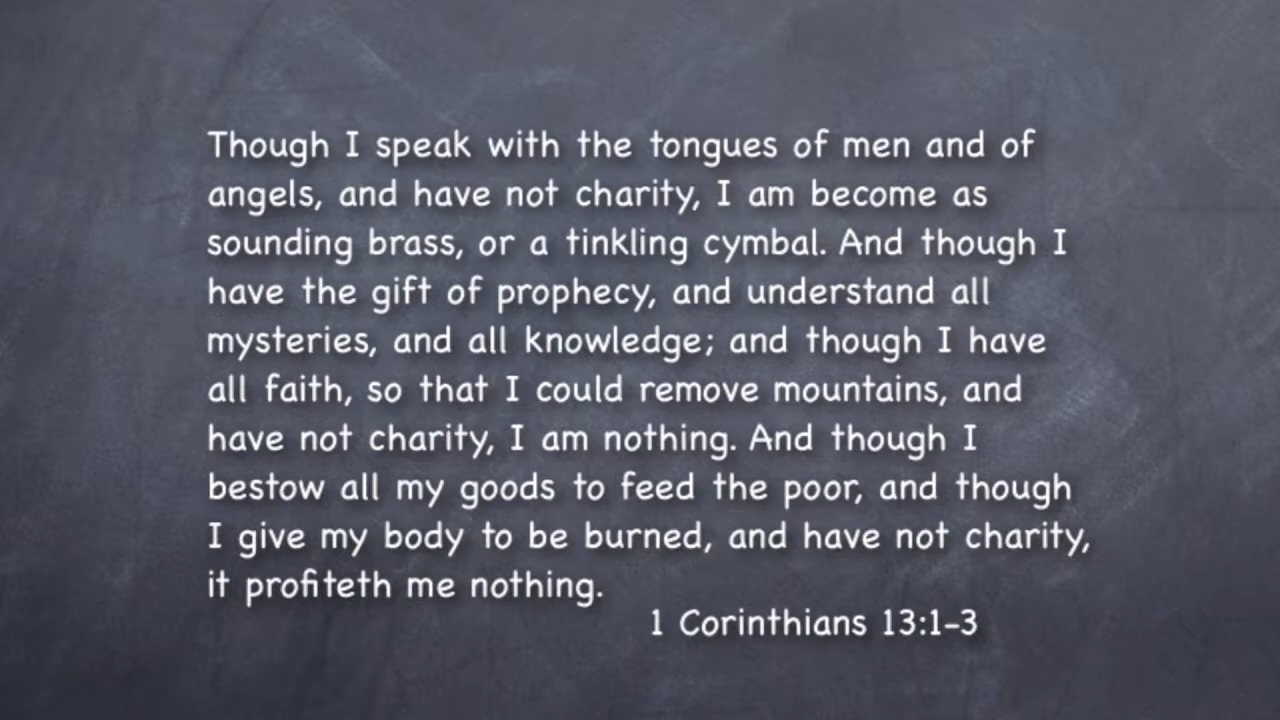 Though I speak with the tongues of men and of
angels, and have not charity, I am become as
sounding brass, or a tinkling cymbal. And though I
have the gift of prophecy, and understand all
mysteries, and all knowledge; and though I have
all faith, so that I could remove mountains, and
have not charity, I am nothing. And though I
bestow all my goods to feed the poor, and though
I give my body to be burned, and have not charity,
it profiteth me nothing.
1 Corinthians 13:1-3